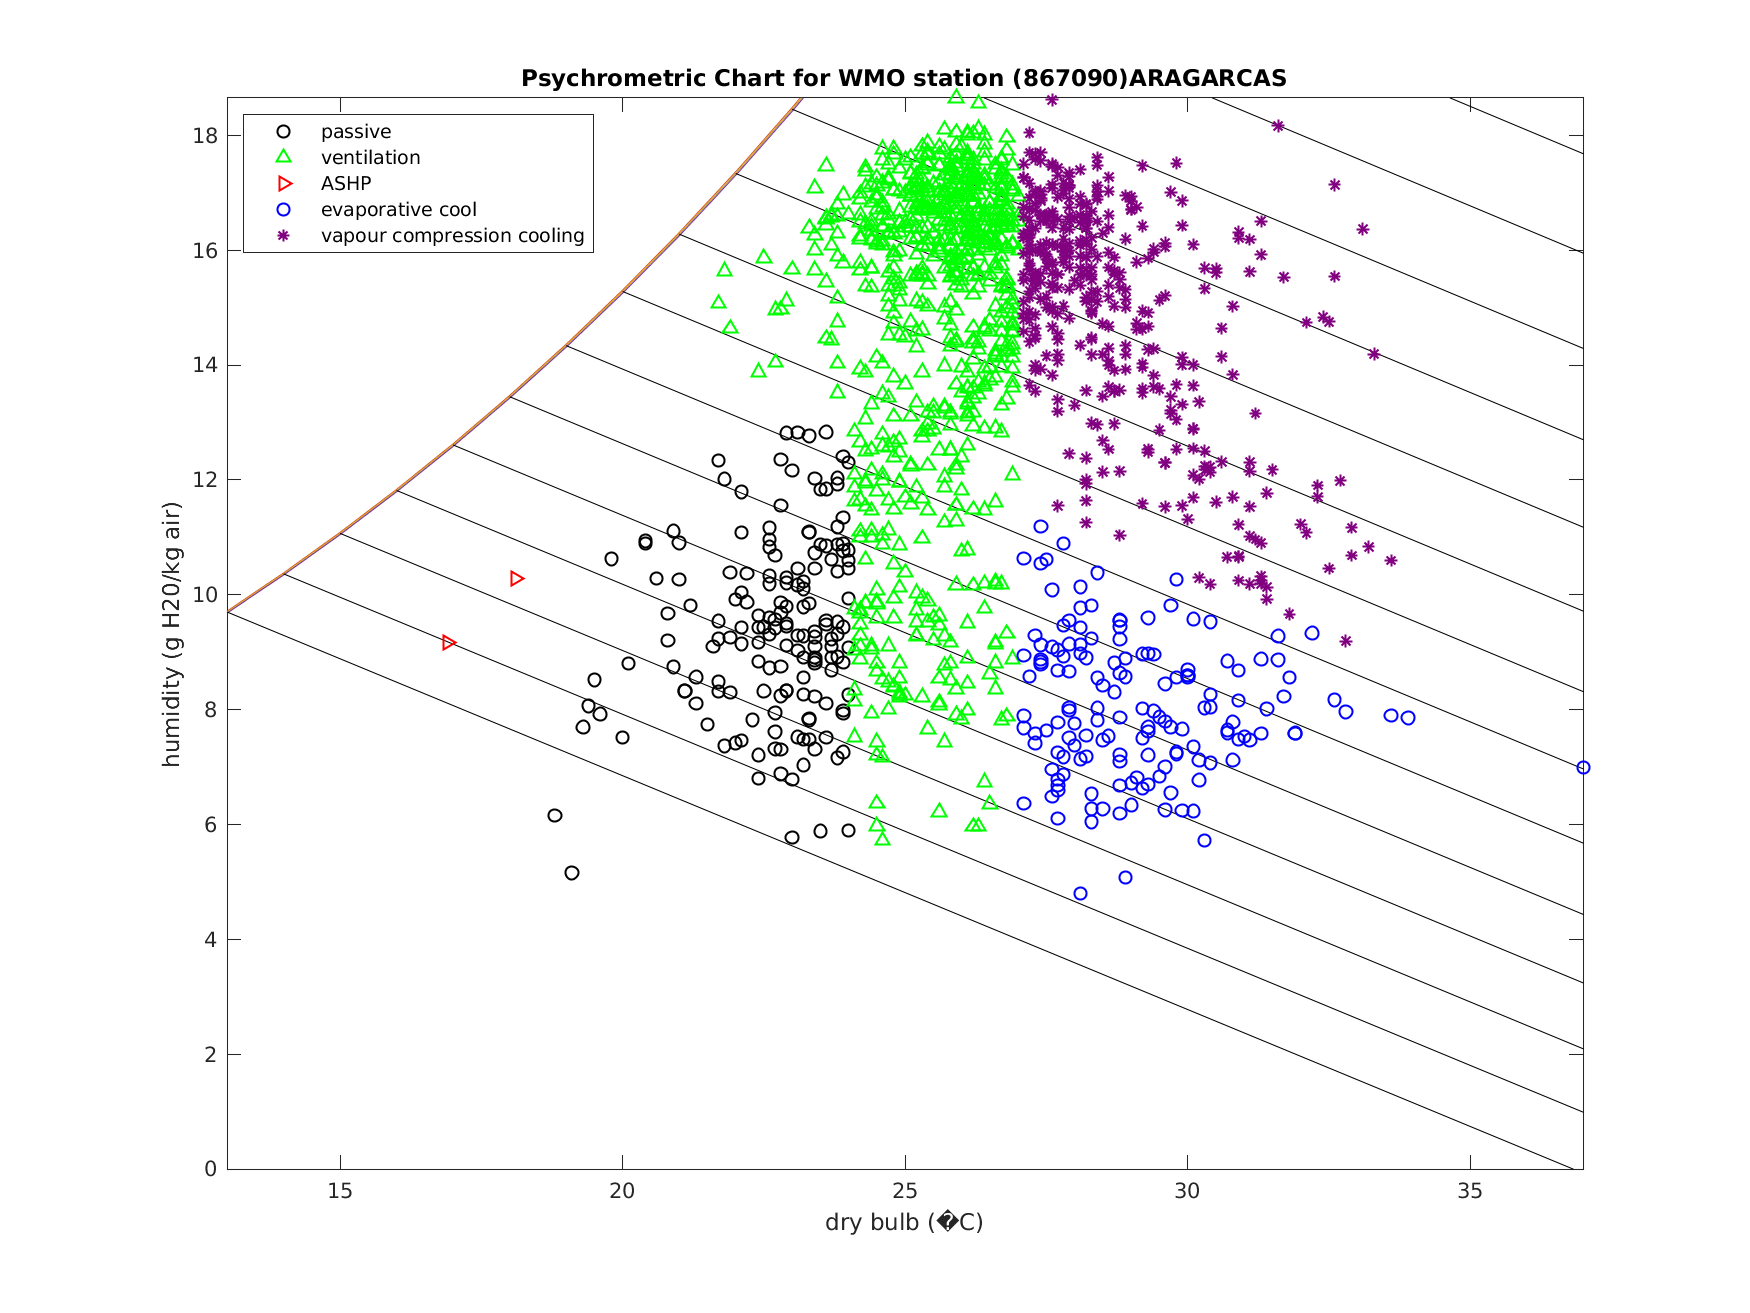 Psychrometric Chart for WMO station (867090)ARAGARCAS
passive
ventilation
ASHP
evaporative cool
vapour compression cooling
humidity (g H20/kg air)
18
16
14
12
10
8
6
4
2
0
15 20 25 30 35
dry bulb (�C)